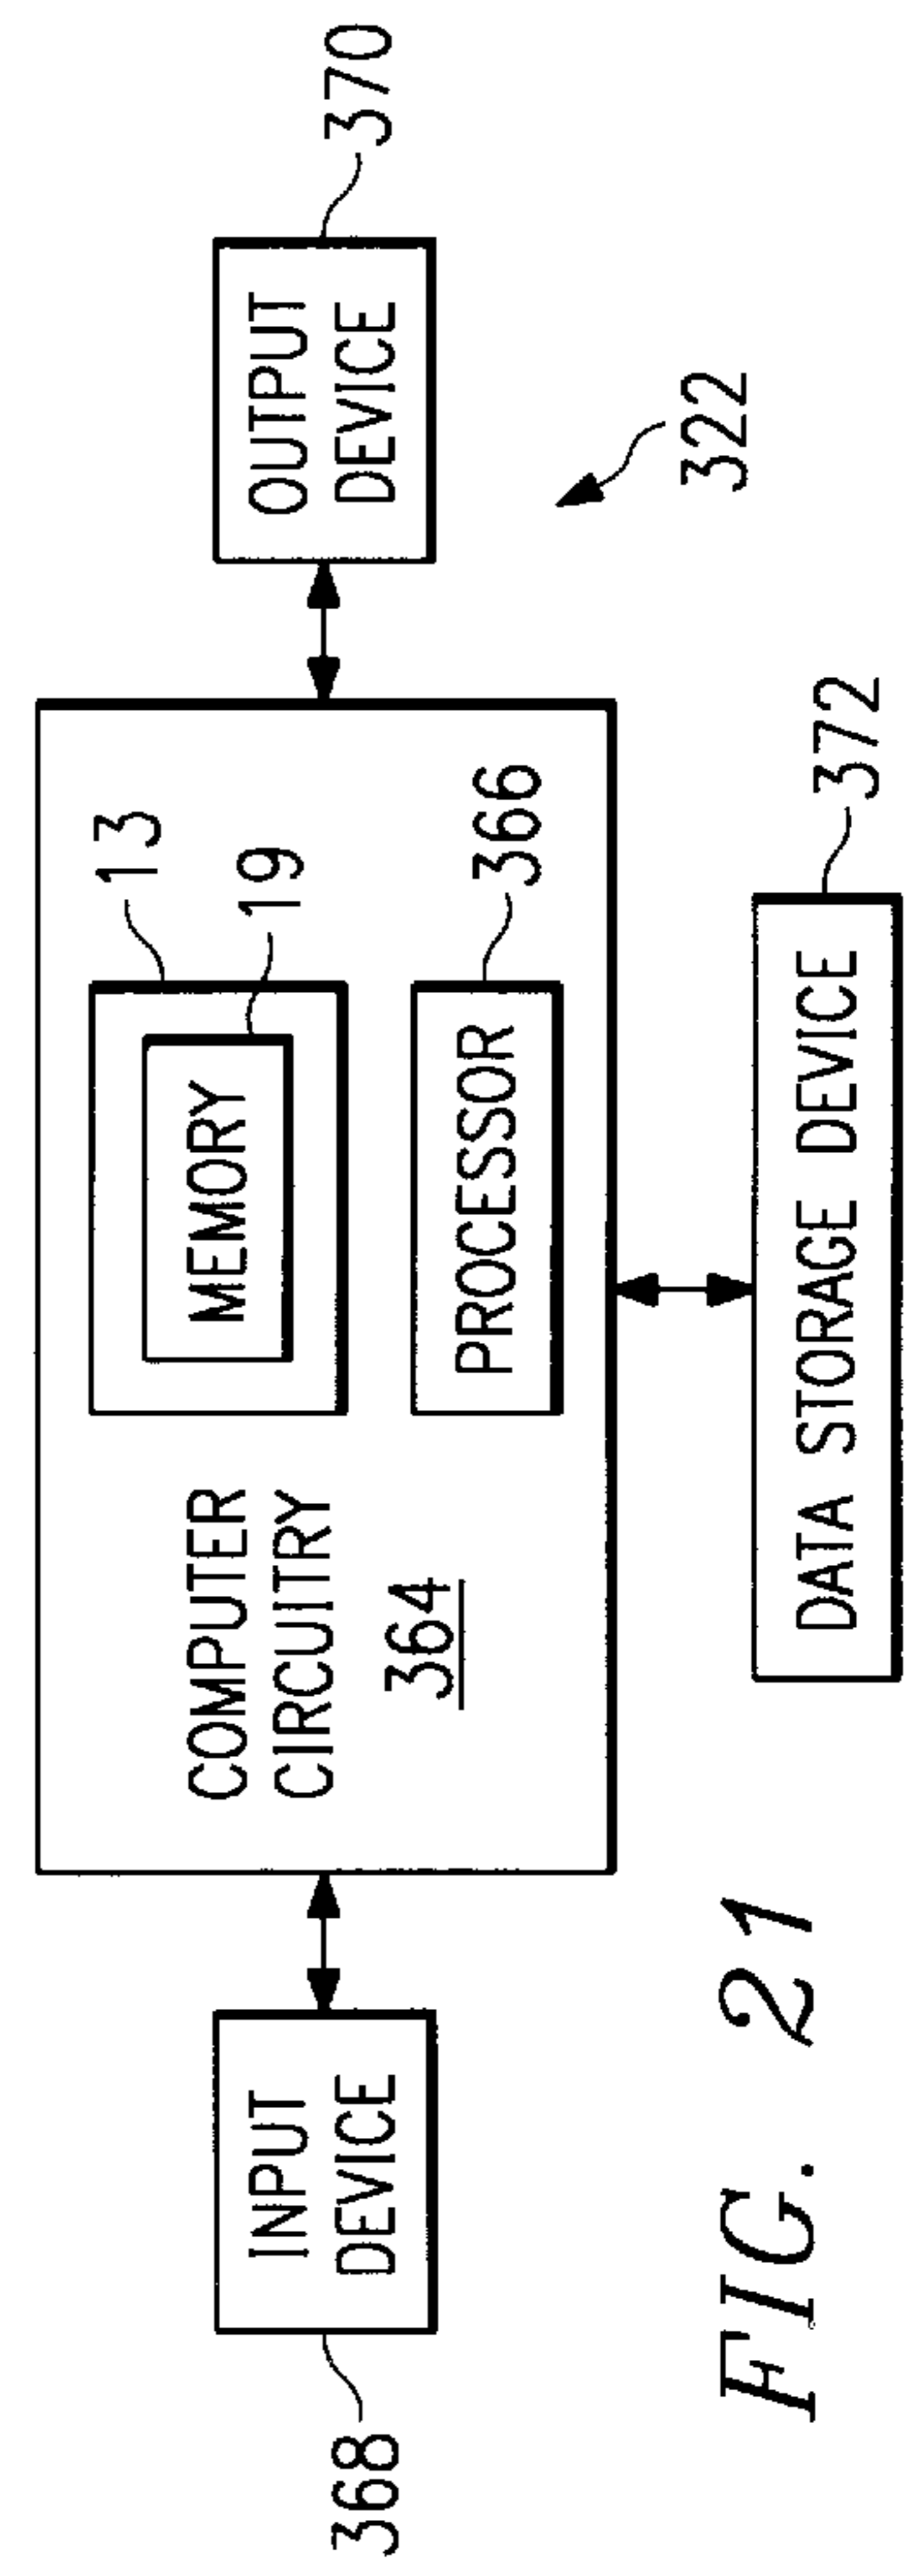 13
19
MEMORY
COMPUTER
CIRCUITRY
364
PROCESSOR
366
368
INPUT
DEVICE
OUTPUT
DEVICE
370
322
DATA STORAGE DEVICE
372
FIG. 21